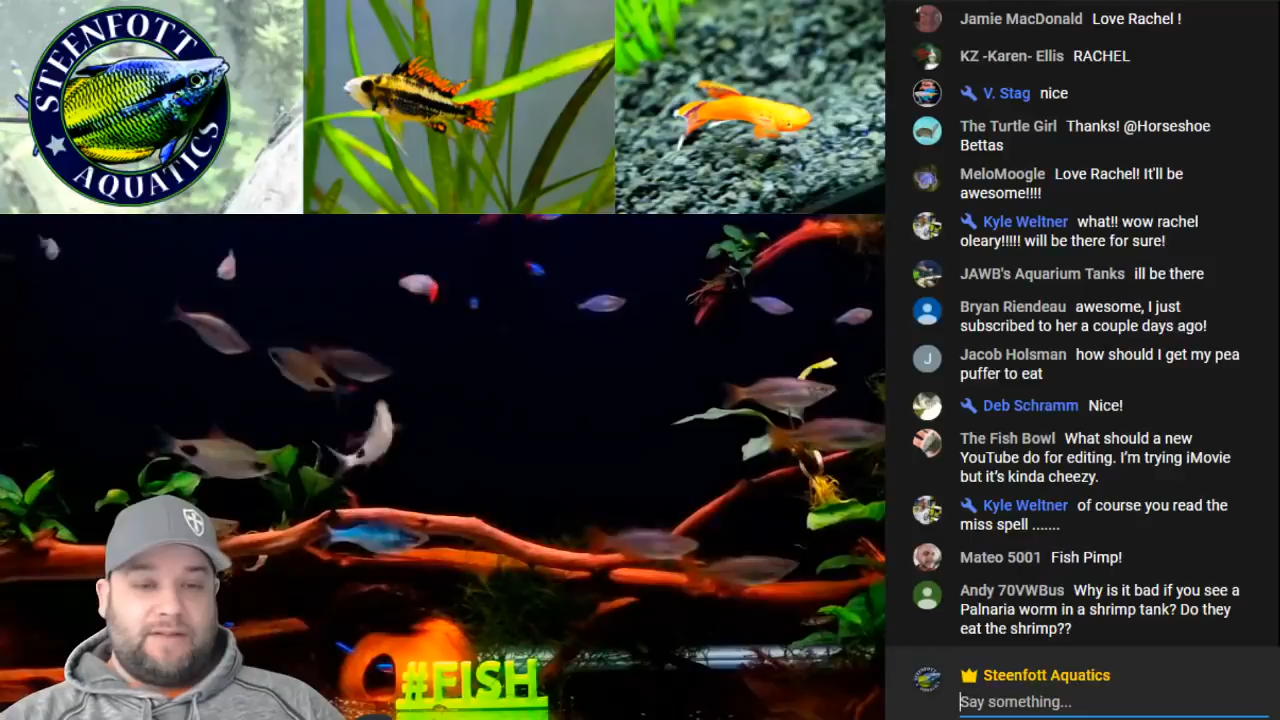 STEENFOTT
AQUATICS
#FISH
Jamie MacDonald Love Rachel !
KZ -Karen- Ellis RACHEL
V. Stag nice
The Turtle Girl Thanks! @Horseshoe
Bettas
MeloMoogle Love Rachel! It'll be
awesome!!!!
Kyle Weltner what!! wow rachel
oleary!!!!! will be there for sure!
JAWB's Aquarium Tanks ill be there
Bryan Riendeau awesome, I just
subscribed to her a couple days ago!
J
Jacob Holsman how should I get my pea
puffer to eat
Deb Schramm Nice!
The Fish Bowl What should a new
YouTube do for editing. I'm trying iMovie
but it's kinda cheezy.
Kyle Weltner of course you read the
miss spell .......
Mateo 5001 Fish Pimp!
Andy 70VWBus Why is it bad if you see a
Palnaria worm in a shrimp tank? Do they
eat the shrimp??
Steenfott Aquatics
Say something...